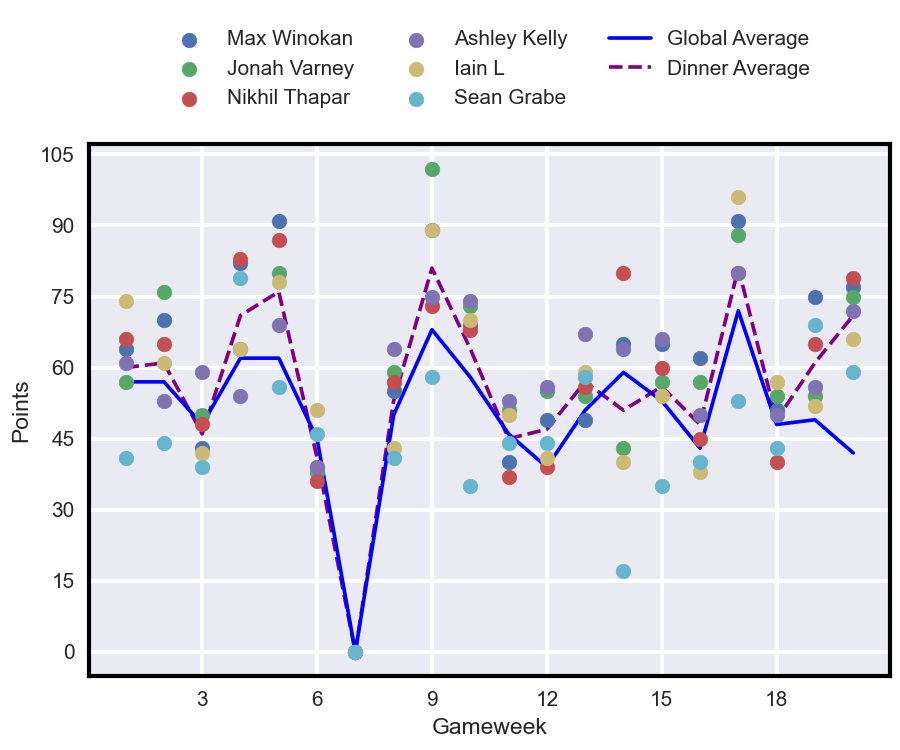 Max Winokan
Jonah Varney
Nikhil Thapar
Ashley Kelly
Iain L
Sean Grabe
Global Average
Dinner Average
105
90
75
60
45
30
15
0
Points
3 6 9 12 15 18
Gameweek